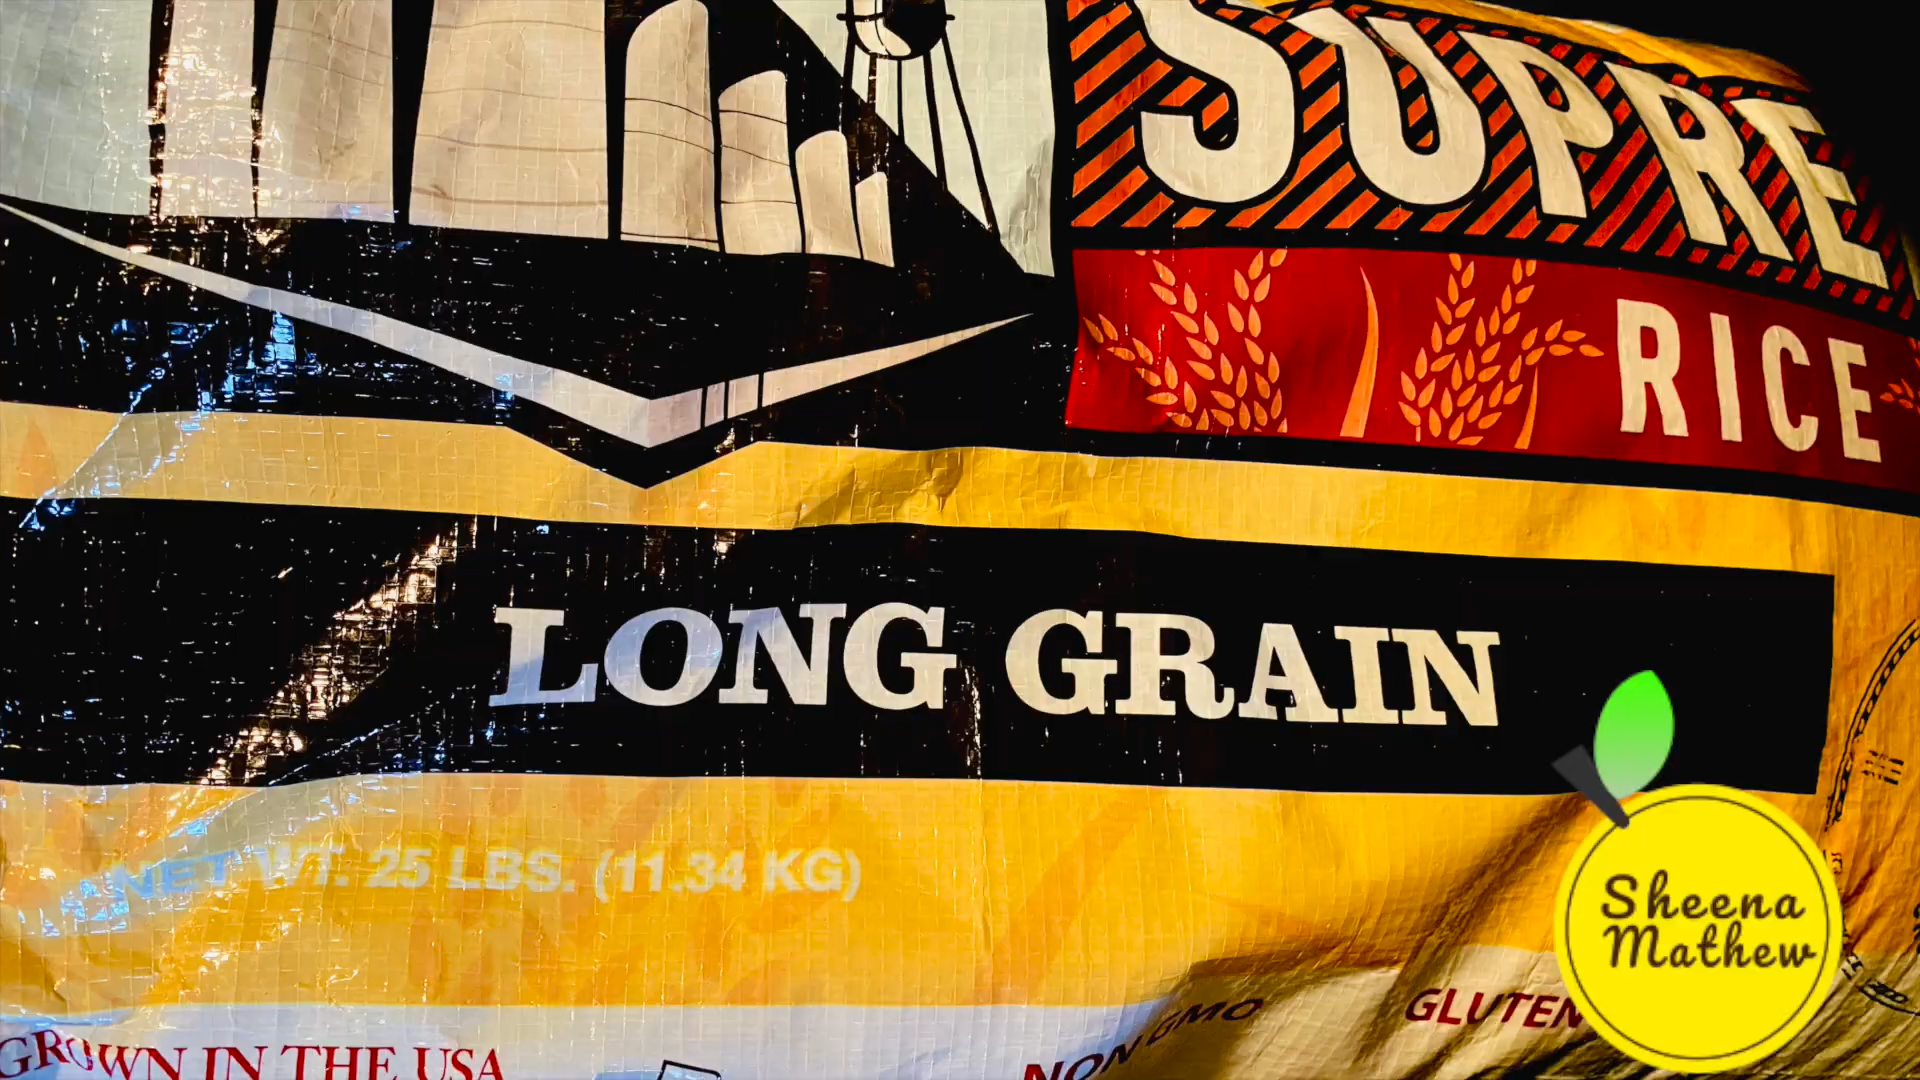 SUPRE
RICE
LONG GRAIN
NET WT. 25 LBS. (11.34 KG)
GROWN IN THE USA
NON GMO
GLUTEN
Sheena
Mathew